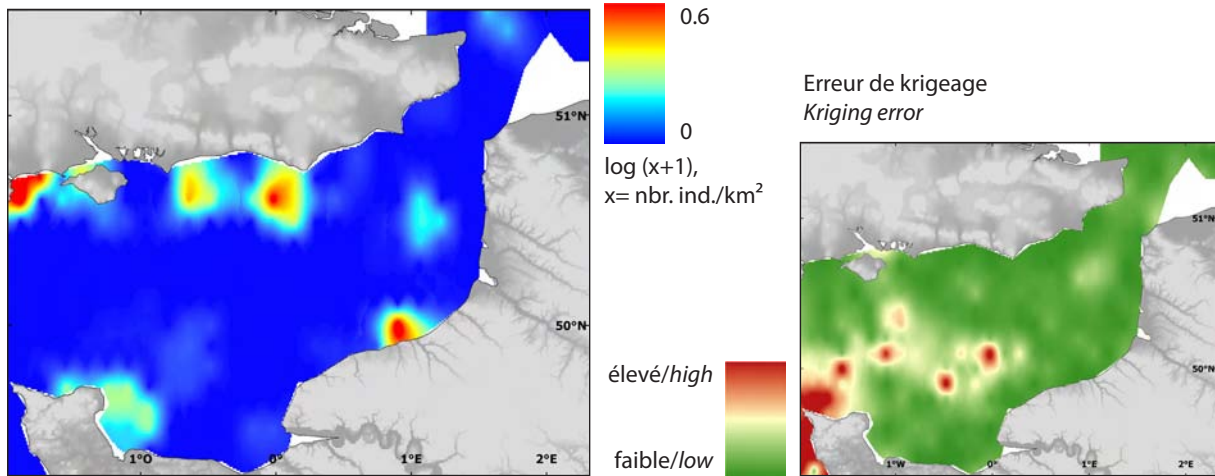 51°N
50°N
1°O
0°
1°E
2°E
0.6
0
log (x+1),
x= nbr. ind./km²
Erreur de krigeage
Kriging error
élevé/high
faible/low
51°N
50°N
1°W
0°
1°E
2°E